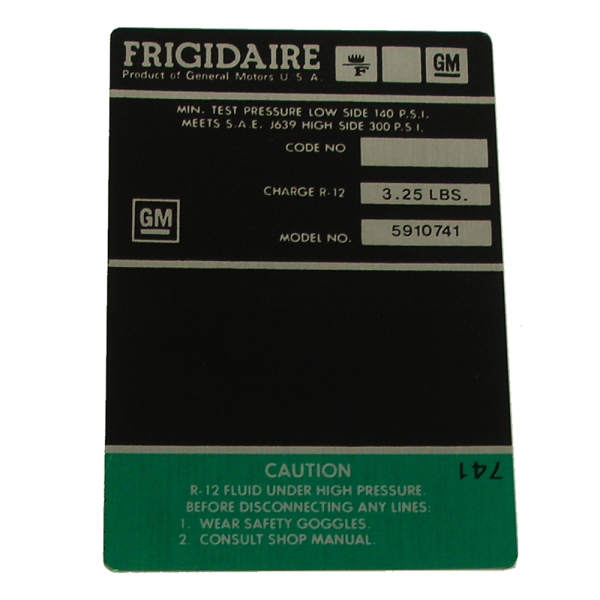 FRIGIDAIRE
Product of General Motors U.S.A.
F
GM
MIN. TEST PRESSURE LOW SIDE 140 P.S.I.
MEETS S.A.E. J639 HIGH SIDE 300 P.S.I.
CODE NO
CHARGE R-12 3.25 LBS.
GM
MODEL NO. 5910741
741
CAUTION
R-12 FLUID UNDER HIGH PRESSURE.
BEFORE DISCONNECTING ANY LINES:
1. WEAR SAFETY GOGGLES.
2. CONSULT SHOP MANUAL.